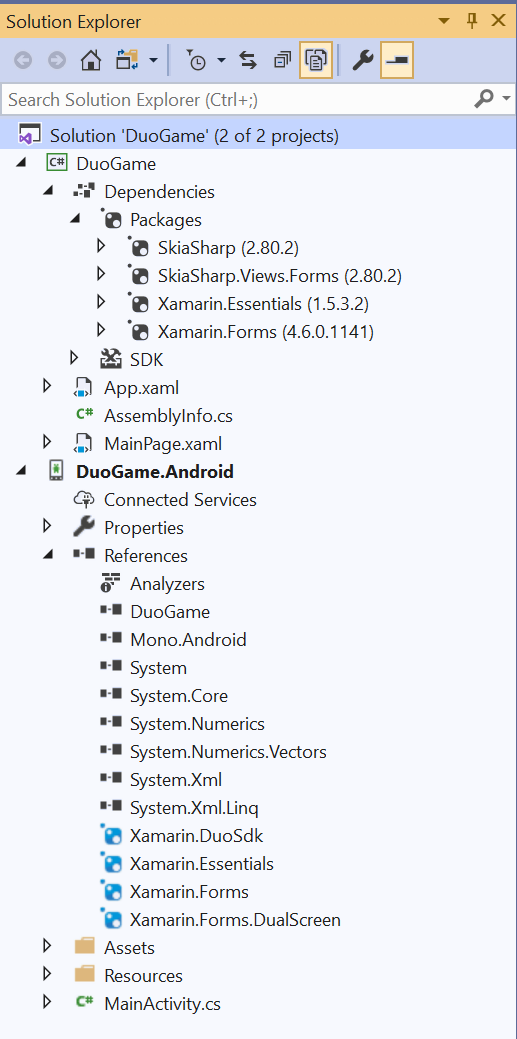 Solution Explorer
Search Solution Explorer (Ctrl+;)
Solution 'DuoGame' (2 of 2 projects)
C# DuoGame
Dependencies
Packages
SkiaSharp (2.80.2)
SkiaSharp.Views.Forms (2.80.2)
Xamarin.Essentials (1.5.3.2)
Xamarin.Forms (4.6.0.1141)
SDK
App.xaml
C# AssemblyInfo.cs
MainPage.xaml
DuoGame.Android
Connected Services
Properties
References
Analyzers
DuoGame
Mono.Android
System
System.Core
System.Numerics
System.Numerics.Vectors
System.Xml
System.Xml.Linq
Xamarin.DuoSdk
Xamarin.Essentials
Xamarin.Forms
Xamarin.Forms.DualScreen
Assets
Resources
C# MainActivity.cs